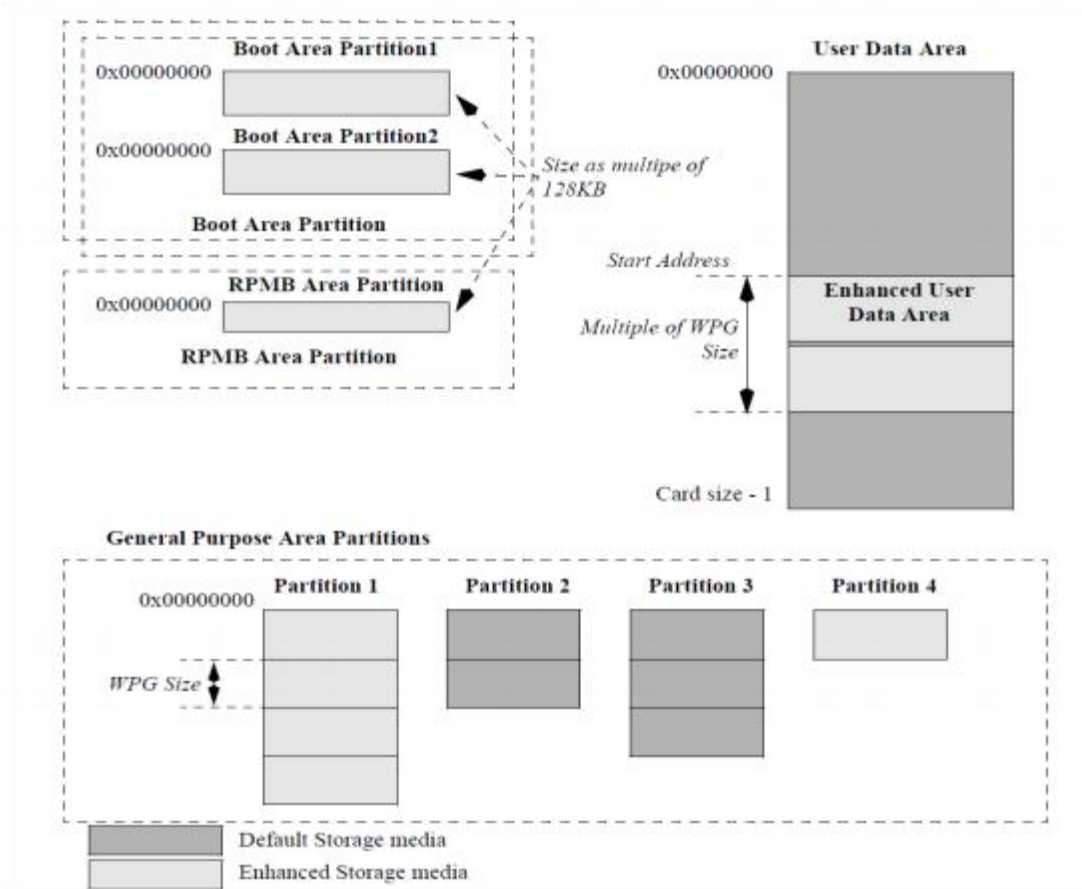 Boot Area Partition1
0x00000000
Boot Area Partition2
0x00000000
Boot Area Partition
Size as multipe of
128KB
RPMB Area Partition
0x00000000
RPMB Area Partition
User Data Area
0x00000000
Start Address
Enhanced User
Data Area
Multiple of WPG
Size
Card size - 1
General Purpose Area Partitions
Partition 1
Partition 2
Partition 3
Partition 4
0x00000000
WPG Size
Default Storage media
Enhanced Storage media